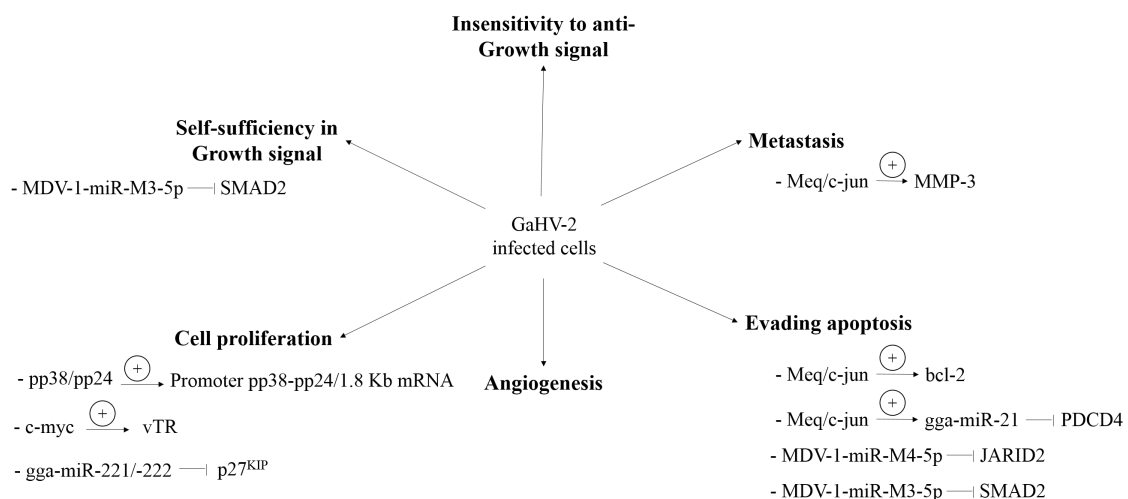 Insensitivity to anti-
Growth signal
Self-sufficiency in
Growth signal
- MDV-1-miR-M3-5p SMAD2
Metastasis
- Meq/c-jun + MMP-3
GaHV-2
infected cells
Cell proliferation
- pp38/pp24 + Promoter pp38-pp24/1.8 Kb mRNA
- c-myc + vTR
- gga-miR-221/-222 p27KIP
Angiogenesis
Evading apoptosis
- Meq/c-jun + bcl-2
- Meq/c-jun + gga-miR-21 PDCD4
- MDV-1-miR-M4-5p JARID2
- MDV-1-miR-M3-5p SMAD2